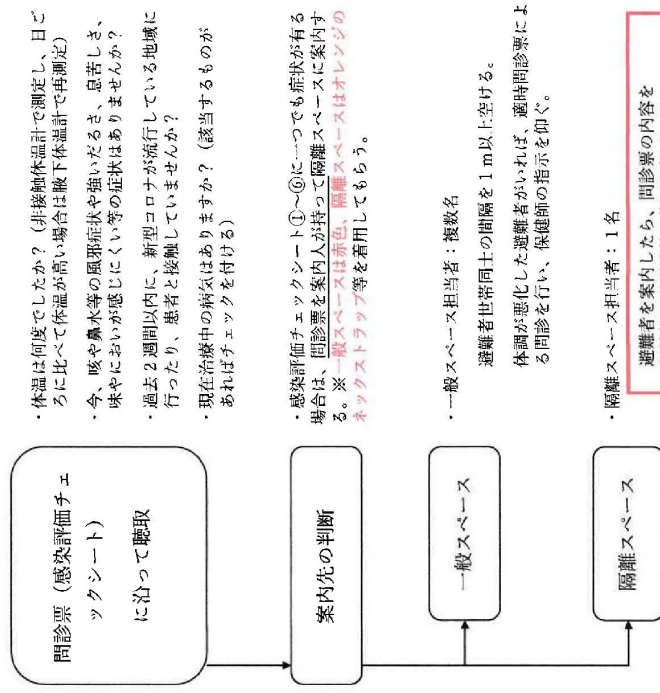 問診票（感染評価チェ
ックシート）
に沿って聴取
・体温は何度でしたか？（非接触体温計で測定し、日ご
ろに比べて体温が高い場合は腋下体温計で再測定）
・今、咳や鼻水等の風邪症状や強いだるさ、息苦しさ、
味やにおいが感じにくい等の症状はありませんか？
・過去２週間以内に、新型コロナが流行している地域に
行ったり、患者と接触していませんか？
・現在治療中の病気はありますか？（該当するものが
あればチェックを付ける）
案内先の判断
・感染評価チェックシート①～⑥に一つでも症状が有る
場合は、問診票を案内人が持って隔離スペースに案内す
る。※一般スペースは赤色、隔離スペースはオレンジの
ネックストラップ等を着用してもらう。
一般スペース
・一般スペース担当者：複数名
避難者世帯同士の間隔を１ｍ以上空ける。
体調が悪化した避難者がいれば、適時問診票によ
る問診を行い、保健師の指示を仰ぐ。
隔離スペース
・隔離スペース担当者：１名
避難者を案内したら、問診票の内容を